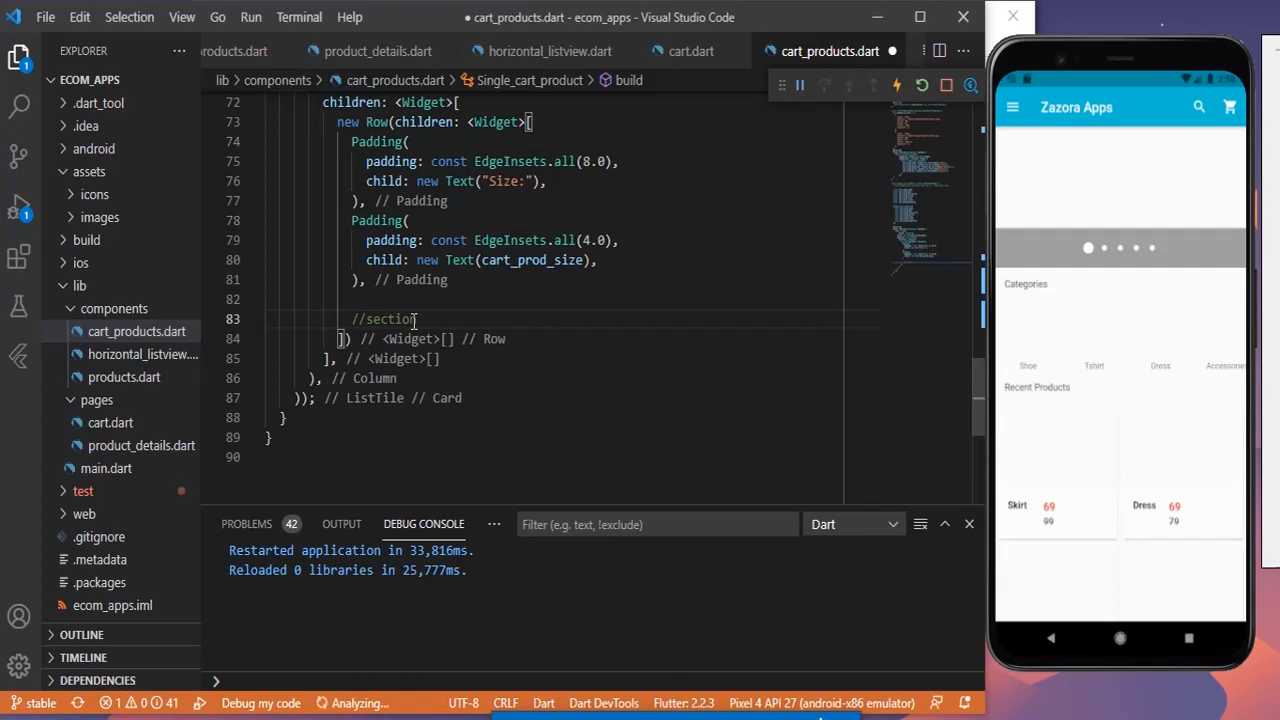 File Edit Selection View Go Run Terminal Help
● cart_products.dart - ecom_apps - Visual Studio Code
EXPLORER
ECOM_APPS
.dart_tool
.idea
android
assets
icons
images
build
ios
lib
components
cart_products.dart
horizontal_listview....
products.dart
pages
cart.dart
product_details.dart
main.dart
test
web
.gitignore
.metadata
.packages
ecom_apps.iml
OUTLINE
TIMELINE
DEPENDENCIES
1
1
roducts.dart product_details.dart horizontal_listview.dart cart.dart cart_products.dart ●
lib > components > cart_products.dart > Single_cart_product > build
72 children: <Widget>[
73 new Row(children: <Widget>[
74 Padding(
75 padding: const EdgeInsets.all(8.0),
76 child: new Text("Size:"),
77 ), // Padding
78 Padding(
79 padding: const EdgeInsets.all(4.0),
80 child: new Text(cart_prod_size),
81 ), // Padding
82
83 //section
84 ]) // <Widget>[] // Row
85 ], // <Widget>[]
86 ), // Column
87 )); // ListTile // Card
88 }
89 }
90
PROBLEMS 42 OUTPUT DEBUG CONSOLE ...
Filter (e.g. text, !exclude)
Dart
Restarted application in 33,816ms.
Reloaded 0 libraries in 25,777ms.
stable 1 0 41 Debug my code Analyzing... UTF-8 CRLF Dart Dart DevTools Flutter: 2.2.3 Pixel 4 API 27 (android-x86 emulator)
Zazora Apps
Categories
Shoe Tshirt Dress Accessories
Recent Products
Skirt 69
99
Dress 69
79